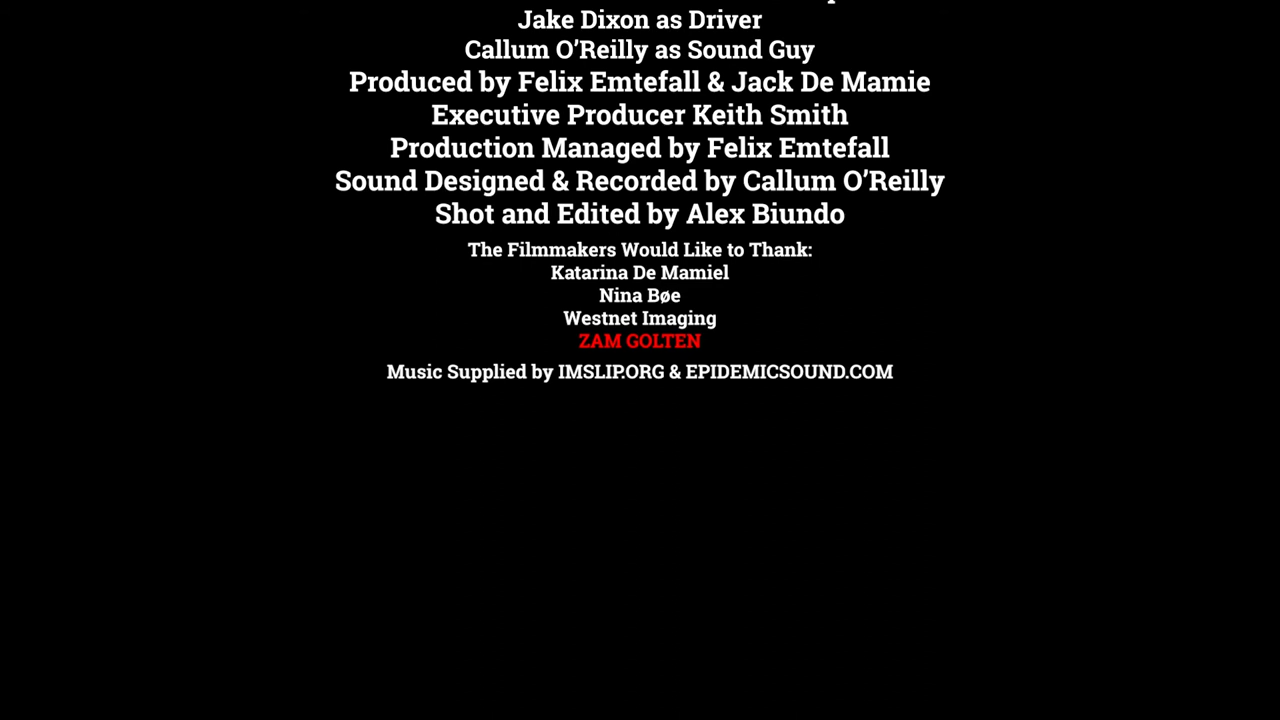 Jake Dixon as Driver
Callum O’Reilly as Sound Guy
Produced by Felix Emtefall & Jack De Mamie
Executive Producer Keith Smith
Production Managed by Felix Emtefall
Sound Designed & Recorded by Callum O’Reilly
Shot and Edited by Alex Biundo
The Filmmakers Would Like to Thank:
Katarina De Mamiel
Nina Bøe
Westnet Imaging
ZAM GOLTEN
Music Supplied by IMSLIP.ORG & EPIDEMICSOUND.COM